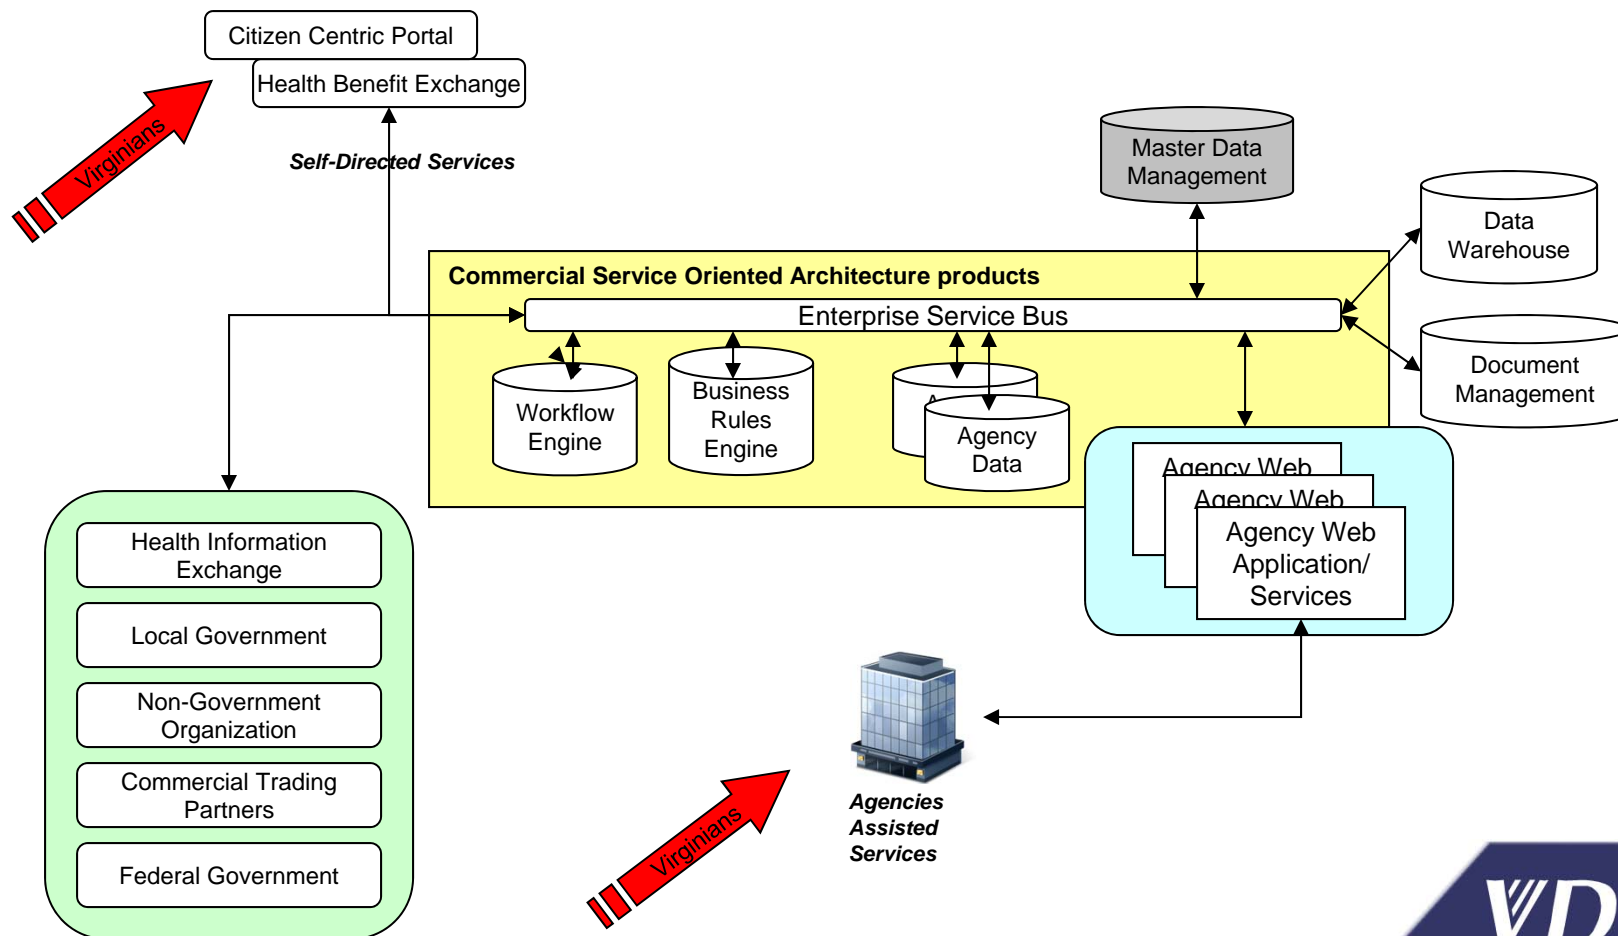 Citizen Centric Portal
Health Benefit Exchange
Virginians
Self-Directed Services
Master Data
Management
Data
Warehouse
Commercial Service Oriented Architecture products
Enterprise Service Bus
Document
Management
Workflow
Engine
Business
Rules
Engine
Agency
Data
Agency Web
Agency Web
Agency Web
Application/
Services
Health Information
Exchange
Local Government
Non-Government
Organization
Commercial Trading
Partners
Federal Government
Virginians
Agencies
Assisted
Services
VD